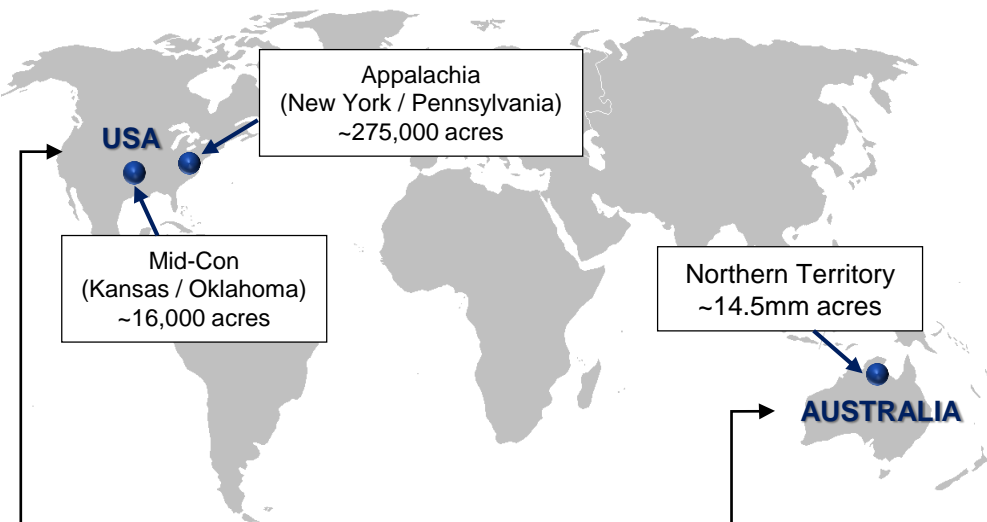 Appalachia
(New York / Pennsylvania)
~275,000 acres
USA
Mid-Con
(Kansas / Oklahoma)
~16,000 acres
Northern Territory
~14.5mm acres
AUSTRALIA